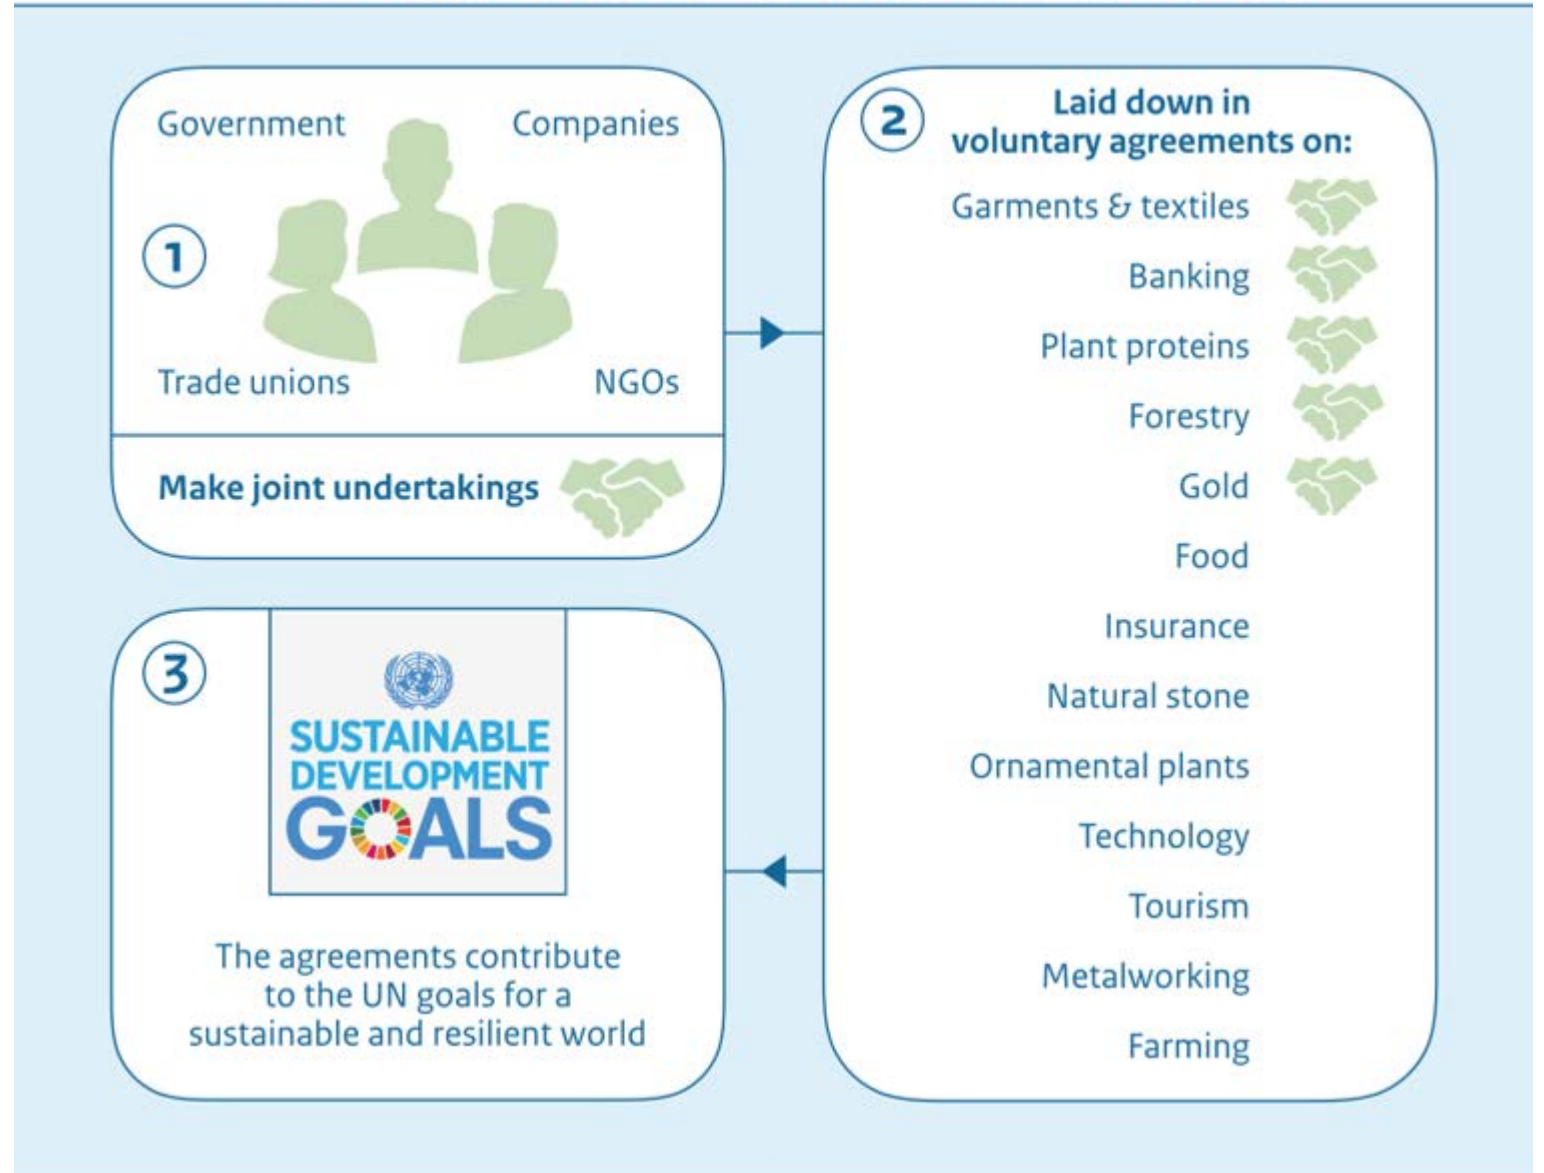 Government
Companies
1
Trade unions
NGOs
Make joint undertakings
2
Laid down in
voluntary agreements on:
Garments & textiles
Banking
Plant proteins
Forestry
Gold
Food
Insurance
Natural stone
Ornamental plants
Technology
Tourism
Metalworking
Farming
3
SUSTAINABLE
DEVELOPMENT
GOALS
The agreements contribute
to the UN goals for a
sustainable and resilient world